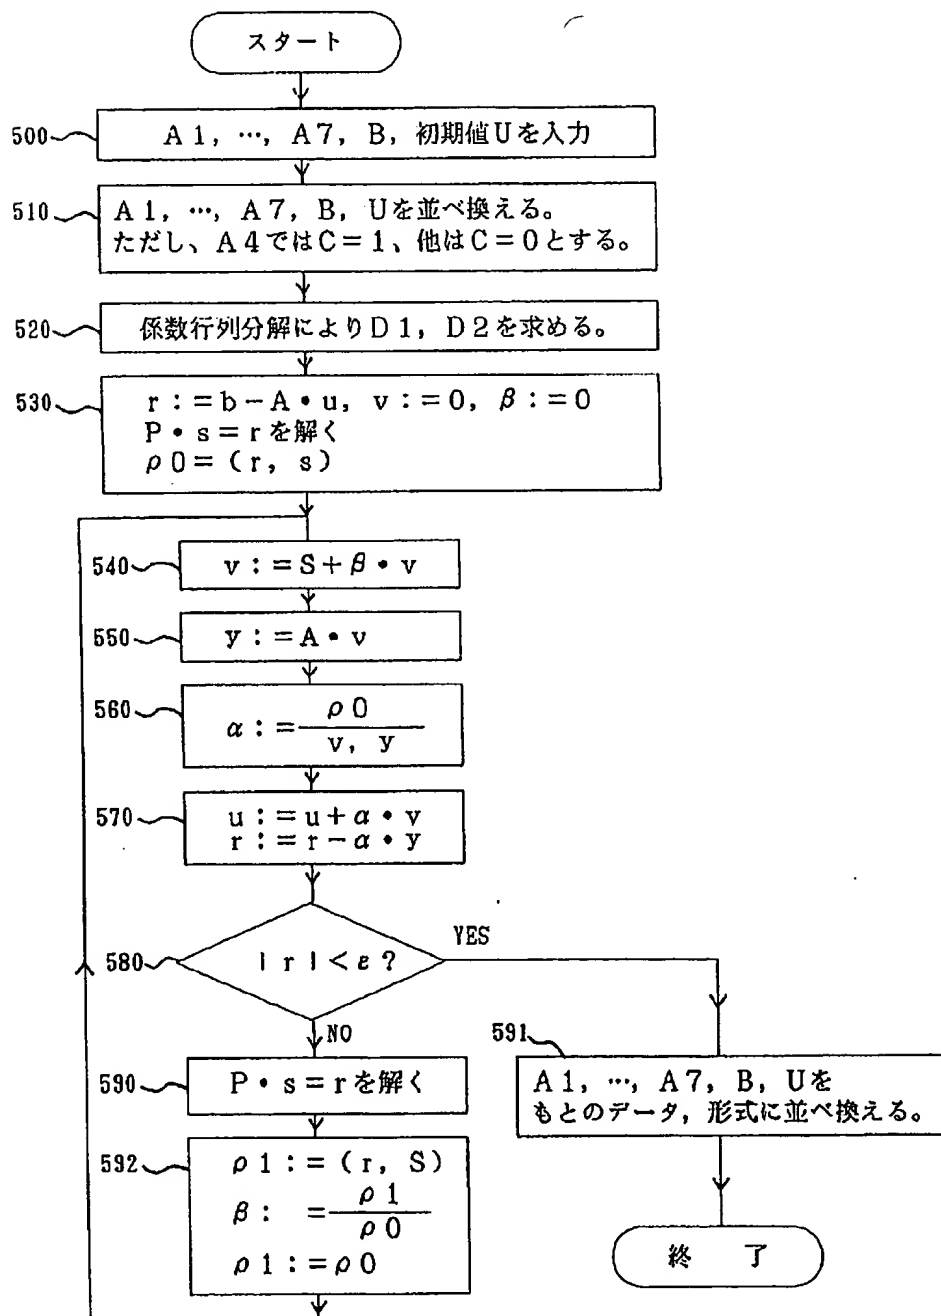 スタート
500
A1, …, A7, B, 初期値Uを入力
510
A1, …, A7, B, Uを並べ換える。
ただし、A4ではC=1、他はC=0とする。
520
係数行列分解によりD1, D2を求める。
530
r:=b-A・u, v:=0, β:=0
P・s=rを解く
ρ0=(r, s)
540
v:=S+β・v
550
y:=A・v
560
α:=ρ0
v, y
570
u:=u+α・v
r:=r-α・y
580
|r|<ε?
YES
NO
590
P・s=rを解く
591
A1, …, A7, B, Uを
もとのデータ, 形式に並べ換える。
592
ρ1:=(r, S)
β: =ρ1
ρ0
ρ1:=ρ0
終 了